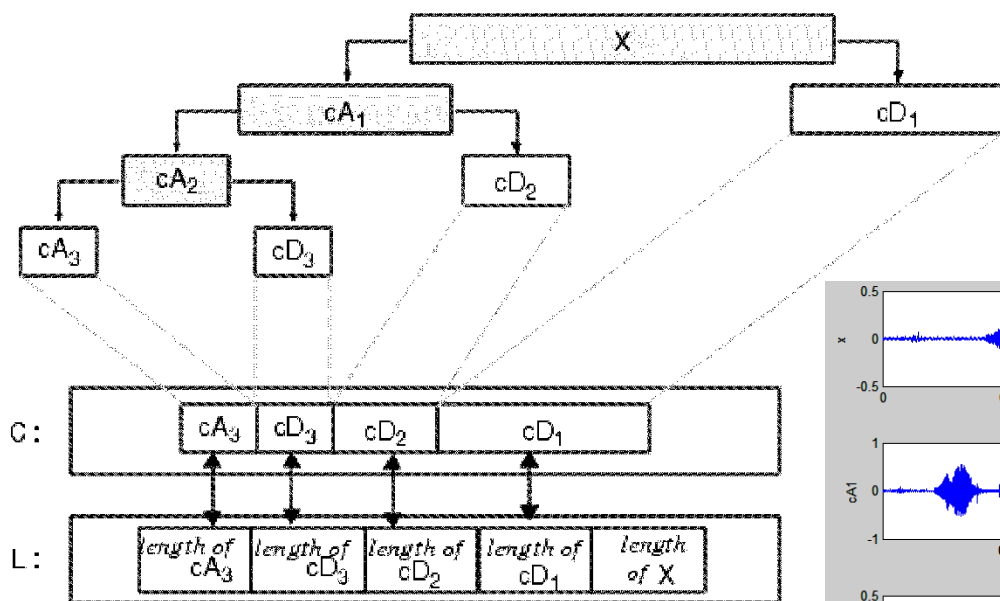 X
cA₁
cD₁
cA₂
cD₂
cA₃
cD₃
C:
cA₃ cD₃ cD₂ cD₁
L:
length of cA₃
length of cD₃
length of cD₂
length of cD₁
length of X
0.5
x
0
-0.5
0
1
cA1
0
-1
0.5